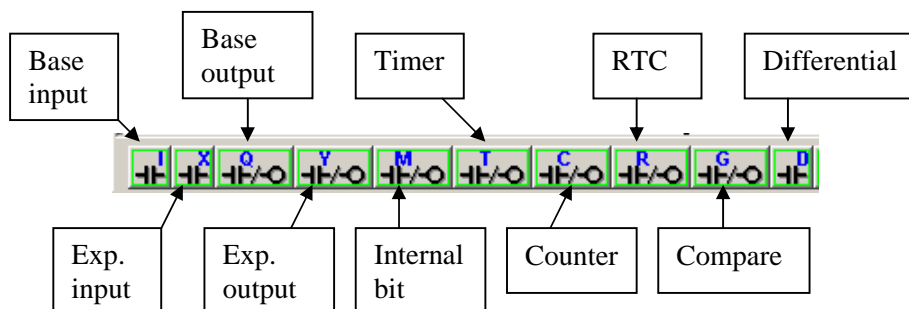 Base
input
Base
output
Timer
RTC
Differential
I X Q Y M T C R G D
Exp.
input
Exp.
output
Internal
bit
Counter
Compare